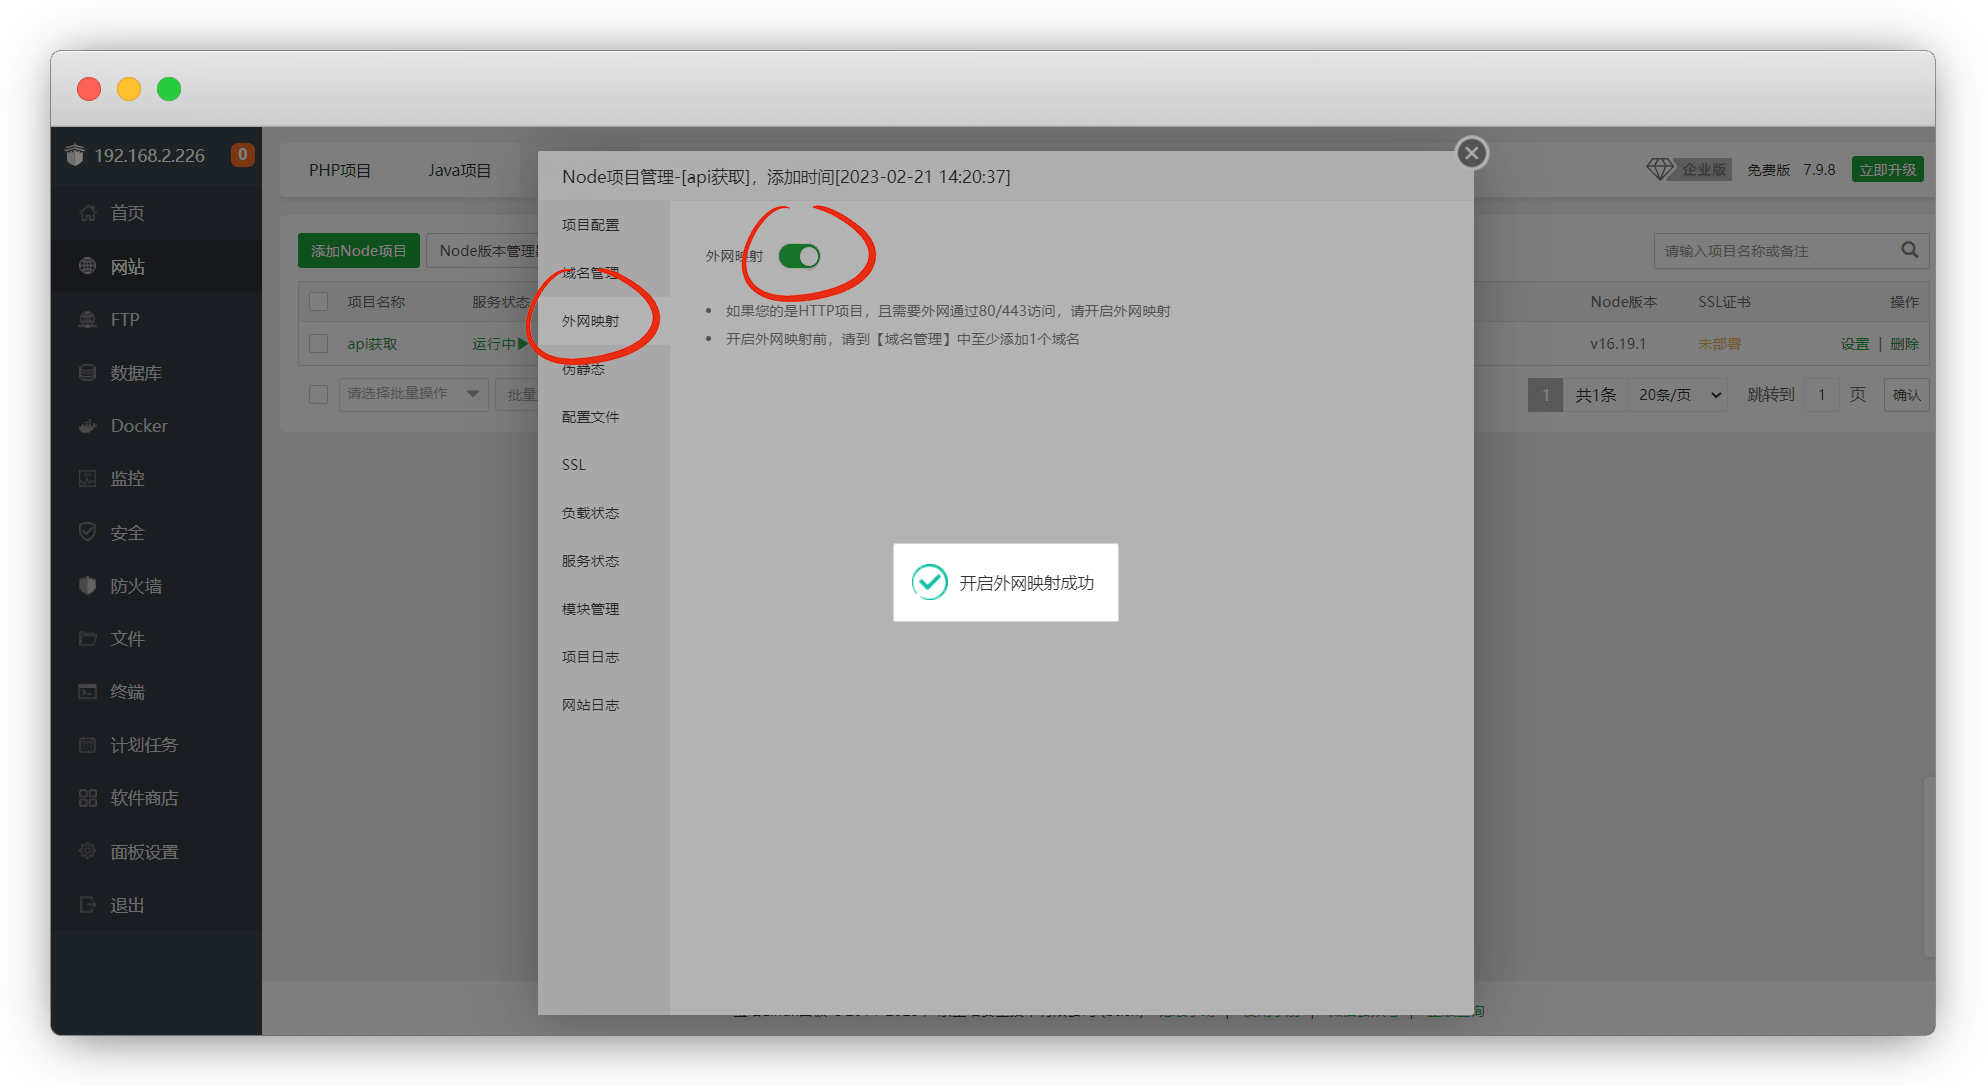 192.168.2.226
0
首页
网站
FTP
数据库
Docker
监控
安全
防火墙
文件
终端
计划任务
软件商店
面板设置
退出
PHP项目
Java项目
企业版
免费版 7.9.8
立即升级
添加Node项目
Node版本管理
请输入项目名称或备注
项目名称
服务状态
Node版本
SSL证书
操作
api获取
运行中
v16.19.1
未部署
设置 | 删除
请选择批量操作
批量
1
共1条
20条/页
跳转到
1
页
确认
Node项目管理-[api获取]，添加时间[2023-02-21 14:20:37]
项目配置
域名管理
外网映射
伪静态
配置文件
SSL
负载状态
服务状态
模块管理
项目日志
网站日志
外网映射
如果您的是HTTP项目，且需要外网通过80/443访问，请开启外网映射
开启外网映射前，请到【域名管理】中至少添加1个域名
开启外网映射成功